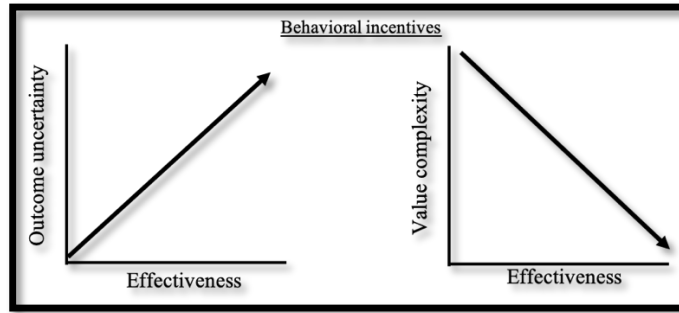 Behavioral incentives
Outcome uncertainty
Effectiveness
Value complexity
Effectiveness